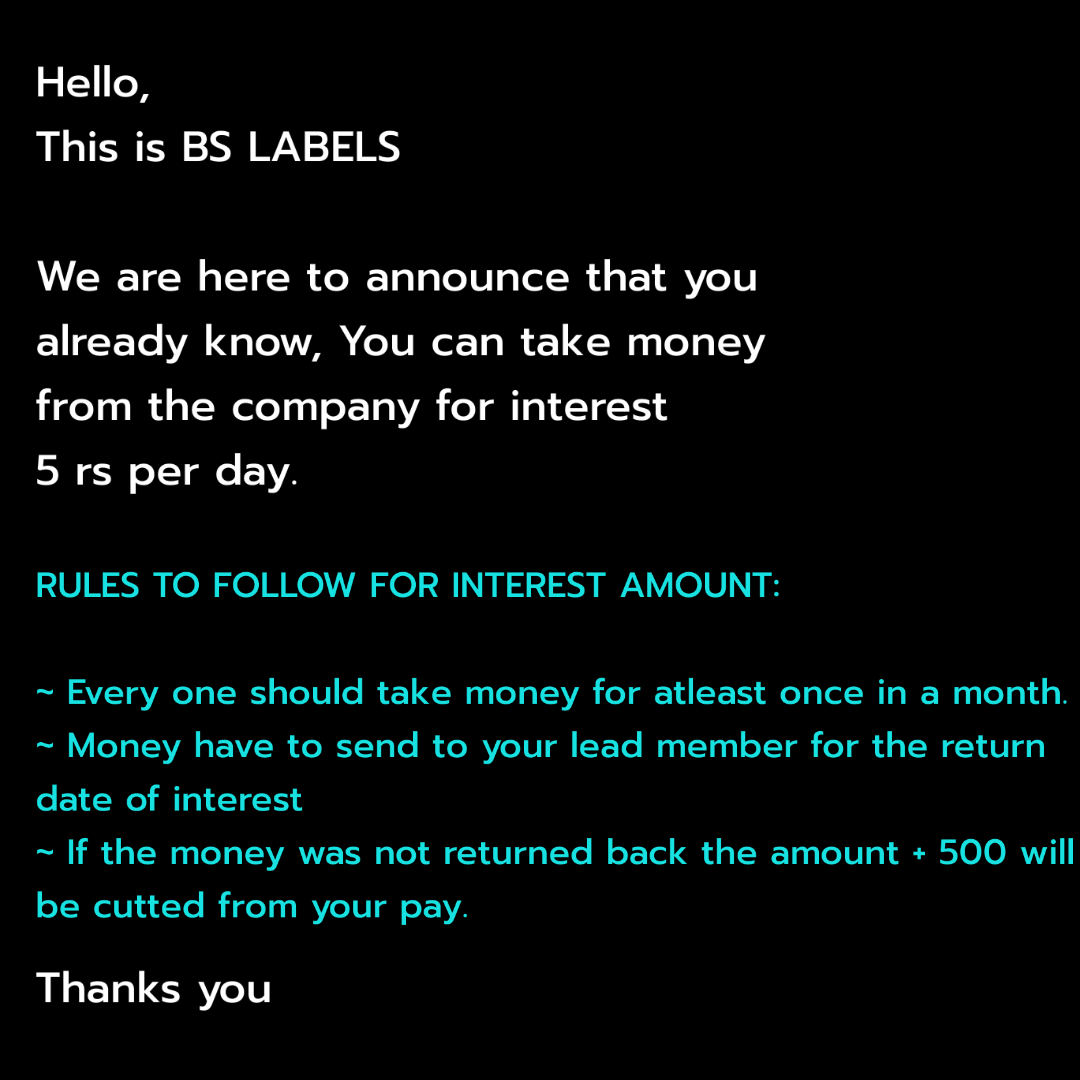 Hello,
This is BS LABELS
We are here to announce that you
already know, You can take money
from the company for interest
5 rs per day.
RULES TO FOLLOW FOR INTEREST AMOUNT:
~ Every one should take money for atleast once in a month.
~ Money have to send to your lead member for the return
date of interest
~ If the money was not returned back the amount + 500 will
be cutted from your pay.
Thanks you